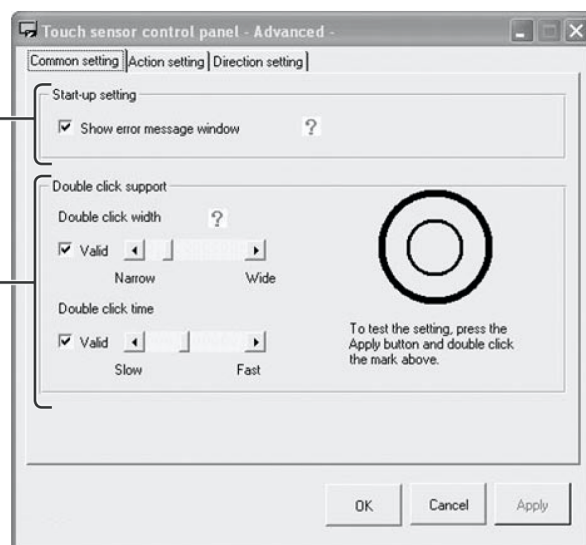 Touch sensor control panel - Advanced -
Common setting Action setting Direction setting
Start-up setting
Show error message window ?
Double click support
Double click width ?
Valid
Narrow Wide
Double click time
Valid
Slow Fast
To test the setting, press the
Apply button and double click
the mark above.
OK Cancel Apply